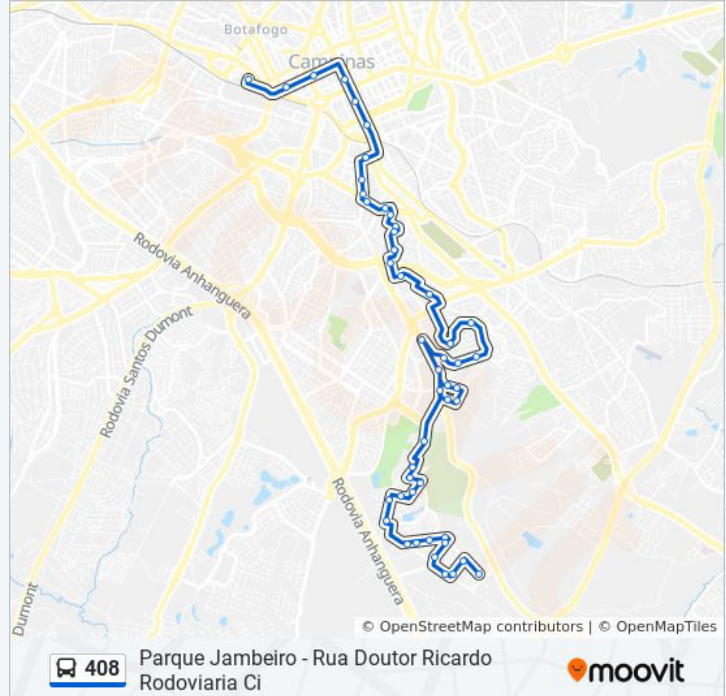 Botafogo
Campinas
Rodovia Anhanguera
Rodovia Santos Dumont
Rodovia Anhanguera
Dumont
© OpenStreetMap contributors | © OpenMapTiles
408
Parque Jambeiro - Rua Doutor Ricardo
Rodoviaria Ci
moovit